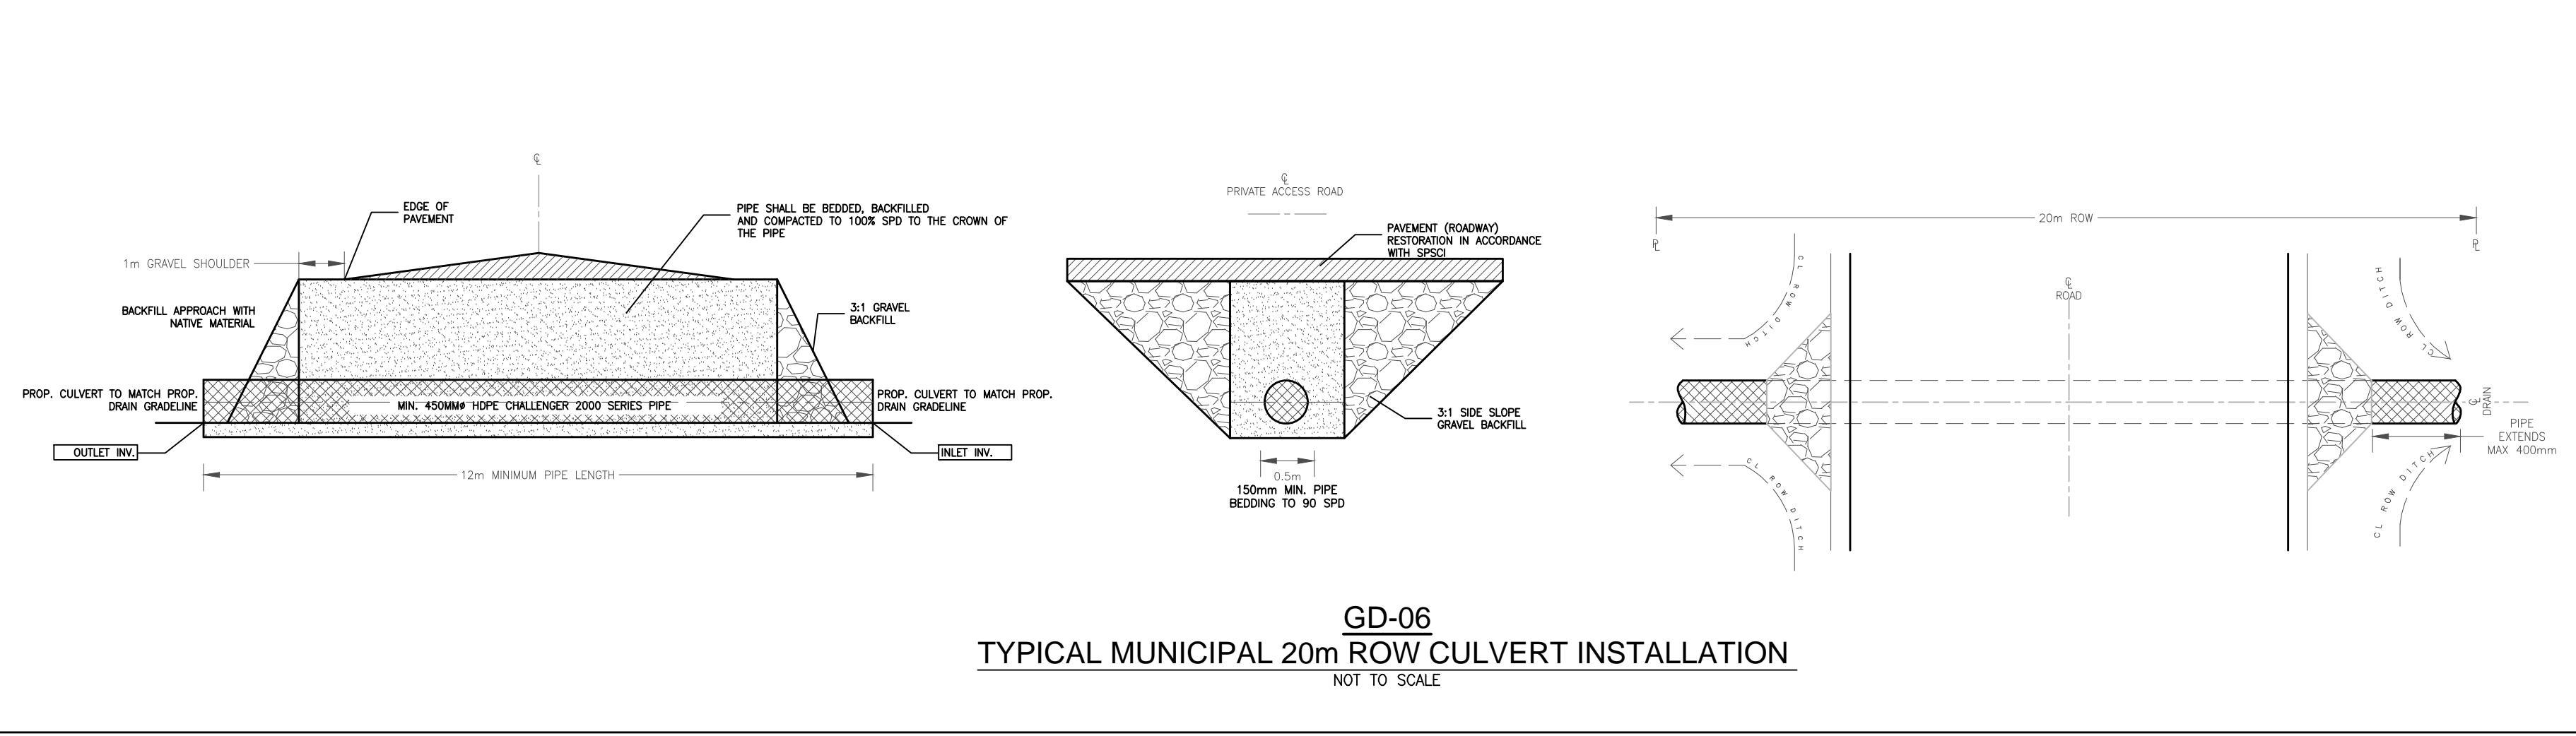 ℄
EDGE OF
PAVEMENT
PIPE SHALL BE BEDDED, BACKFILLED
AND COMPACTED TO 100% SPD TO THE CROWN OF
THE PIPE
1m GRAVEL SHOULDER
BACKFILL APPROACH WITH
NATIVE MATERIAL
3:1 GRAVEL
BACKFILL
PROP. CULVERT TO MATCH PROP.
DRAIN GRADELINE
MIN. 450MMø HDPE CHALLENGER 2000 SERIES PIPE
PROP. CULVERT TO MATCH PROP.
DRAIN GRADELINE
OUTLET INV.
INLET INV.
12m MINIMUM PIPE LENGTH
℄
PRIVATE ACCESS ROAD
PAVEMENT (ROADWAY)
RESTORATION IN ACCORDANCE
WITH SPSCI
3:1 SIDE SLOPE
GRAVEL BACKFILL
0.5m
150mm MIN. PIPE
BEDDING TO 90 SPD
20m ROW
PL
PL
CL ROW DITCH
CL ROW DITCH
℄
ROAD
℄
DRAIN
PIPE
EXTENDS
MAX 400mm
CL ROW DITCH
CL ROW DITCH
GD-06
TYPICAL MUNICIPAL 20m ROW CULVERT INSTALLATION
NOT TO SCALE